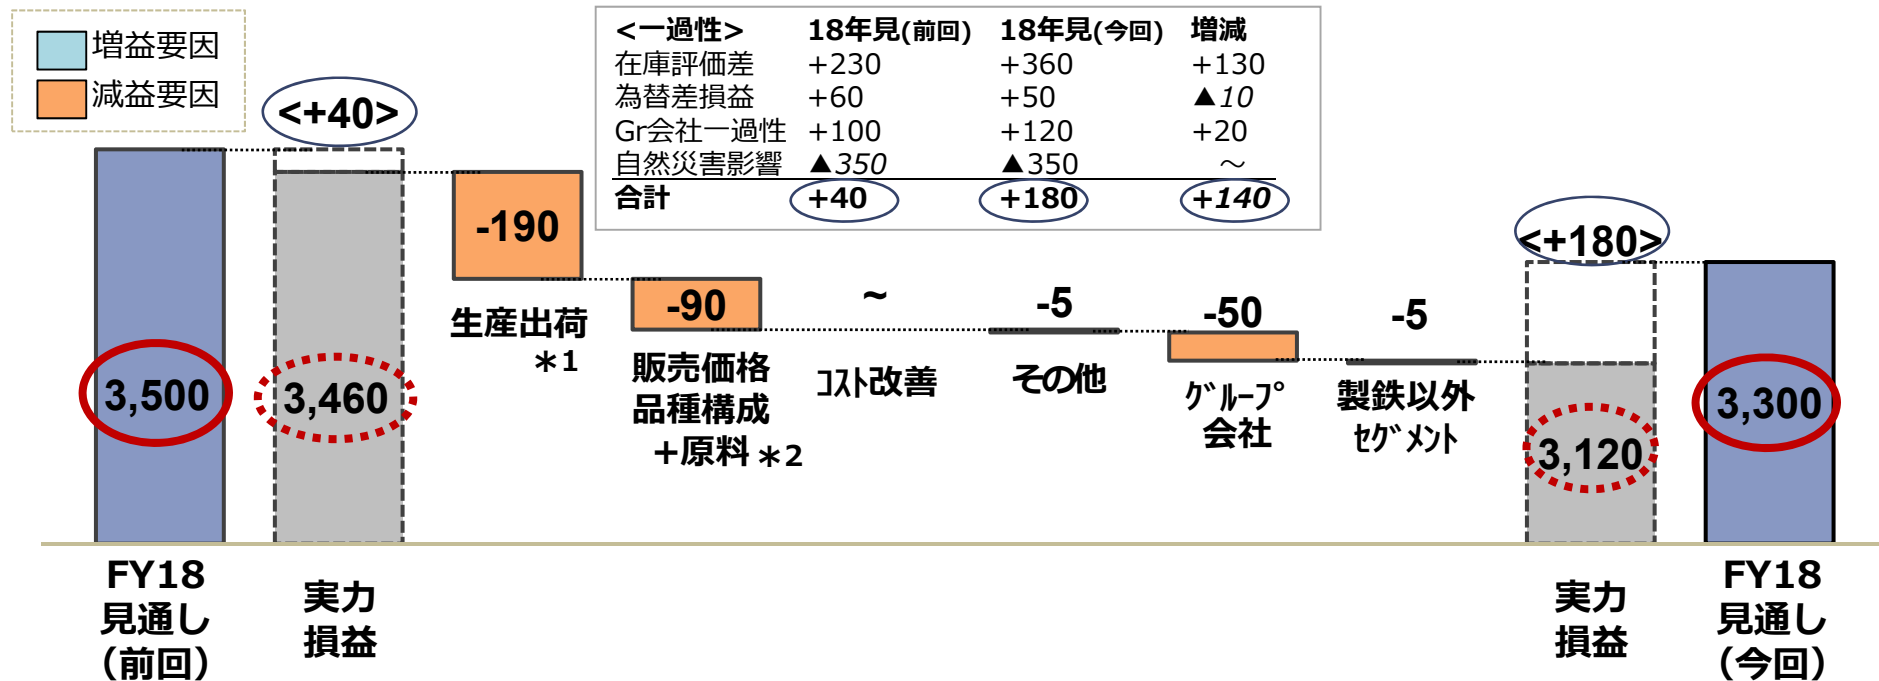 増益要因
減益要因
<一過性> 18年見(前回) 18年見(今回) 増減
在庫評価差 +230 +360 +130
為替差損益 +60 +50 ▲10
Gr会社一過性 +100 +120 +20
自然災害影響 ▲350 ▲350 ～
合計 +40 +180 +140
<+40>
<+180>
-190
-90
~
-5
-50
-5
生産出荷
＊1
販売価格
品種構成
+原料＊2
ｺｽﾄ改善
その他
ｸﾞﾙｰﾌﾟ
会社
製鉄以外
ｾｸﾞﾒﾝﾄ
3,500
3,460
3,120
3,300
FY18
見通し
（前回）
実力
損益
実力
損益
FY18
見通し
（今回）